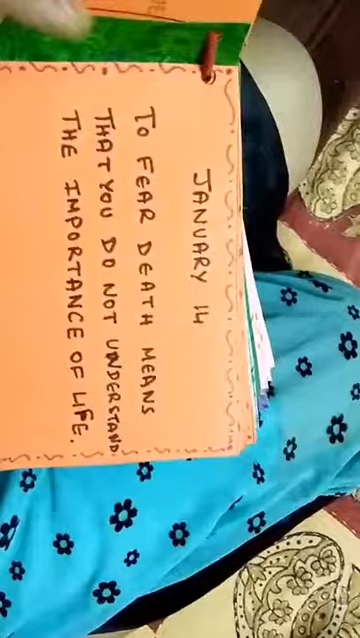 JANUARY 14
TO FEAR DEATH MEANS
THAT YOU DO NOT UNDERSTAND
THE IMPORTANCE OF LIFE.